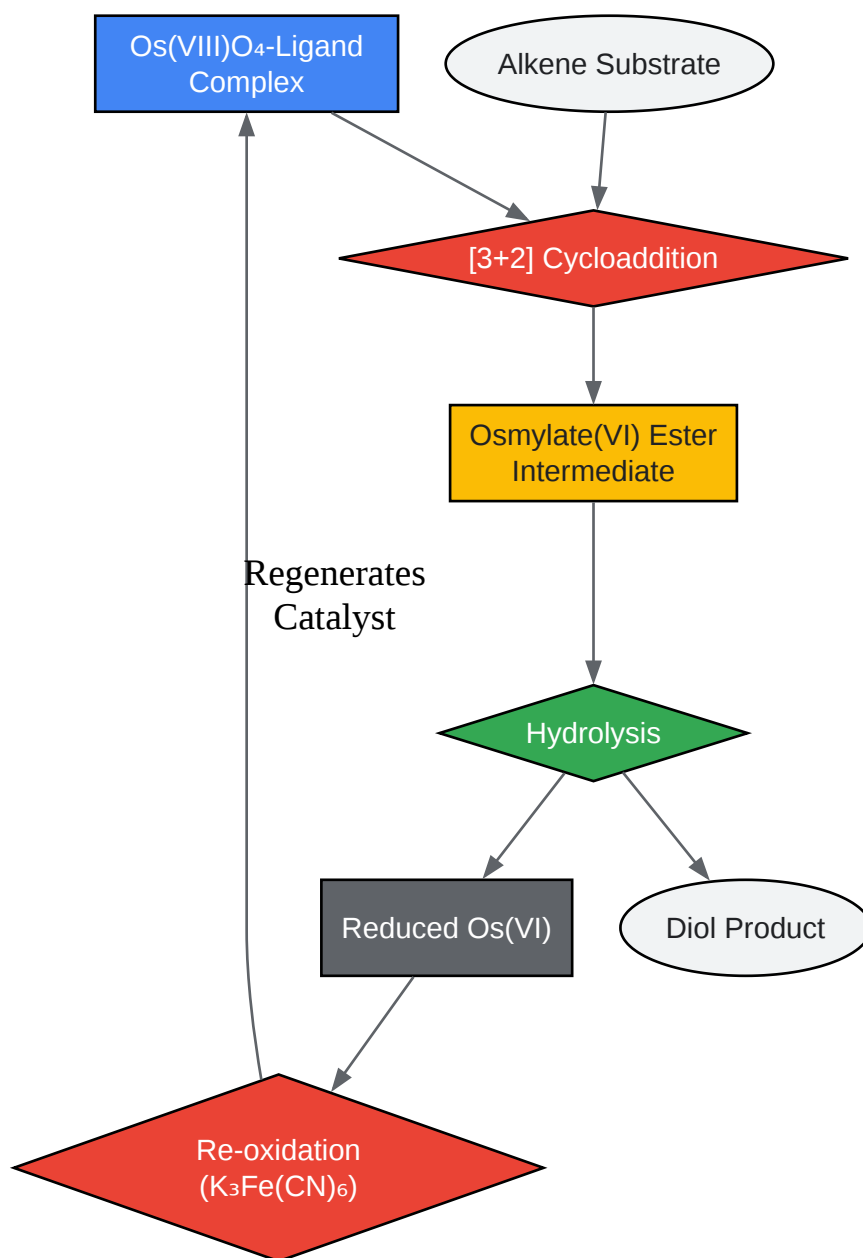 Os(VIII)O₄-Ligand
Complex
Alkene Substrate
[3+2] Cycloaddition
Osmylate(VI) Ester
Intermediate
Regenerates
Catalyst
Hydrolysis
Reduced Os(VI)
Diol Product
Re-oxidation
(K₃Fe(CN)₆)